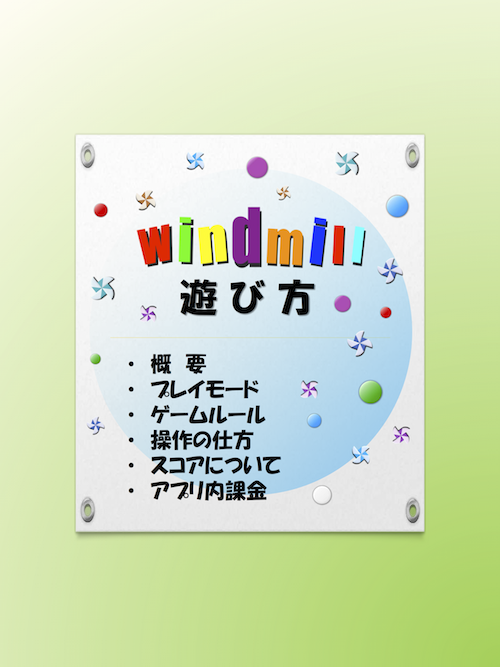 windmill
遊び方
・ 概　要
・ プレイモード
・ ゲームルール
・ 操作の仕方
・ スコアについて
・ アプリ内課金